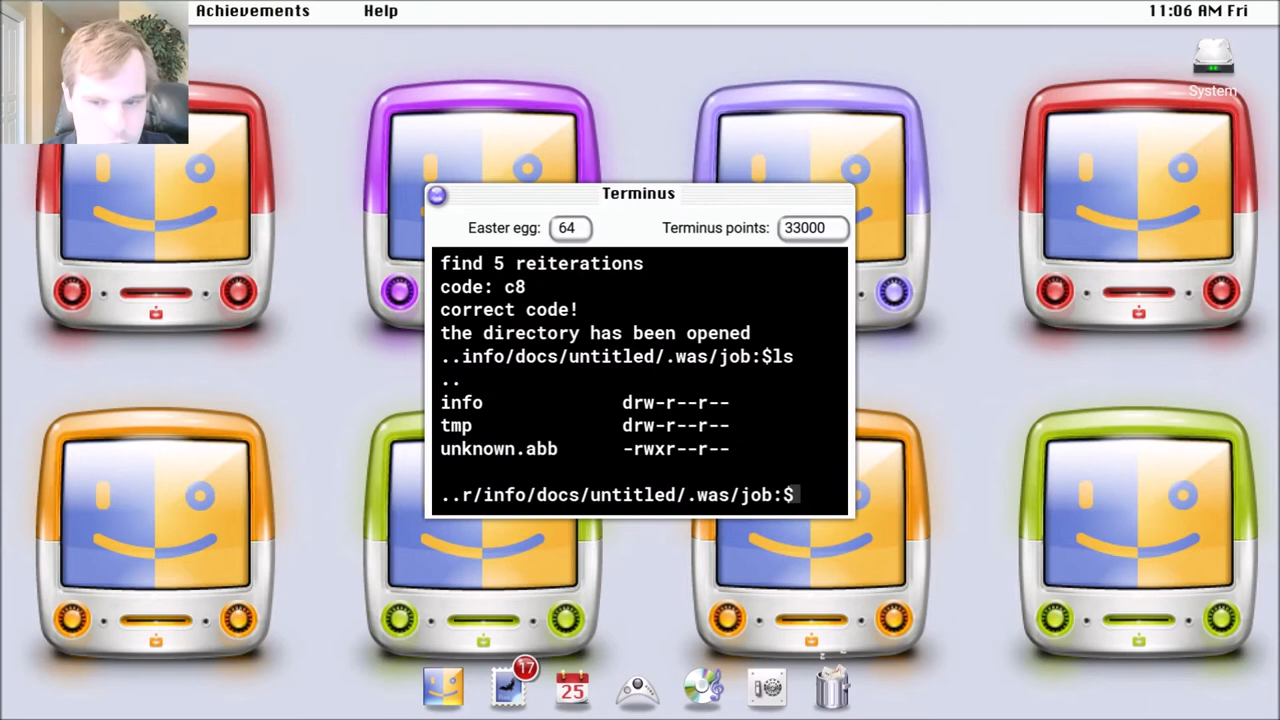 Achievements
Help
11:06 AM Fri
System
Terminus
Easter egg: 64
Terminus points: 33000
find 5 reiterations
code: c8
correct code!
the directory has been opened
..info/docs/untitled/.was/job:$ls
..
info drw-r--r--
tmp drw-r--r--
unknown.abb -rwxr--r--
..r/info/docs/untitled/.was/job:$
17
25